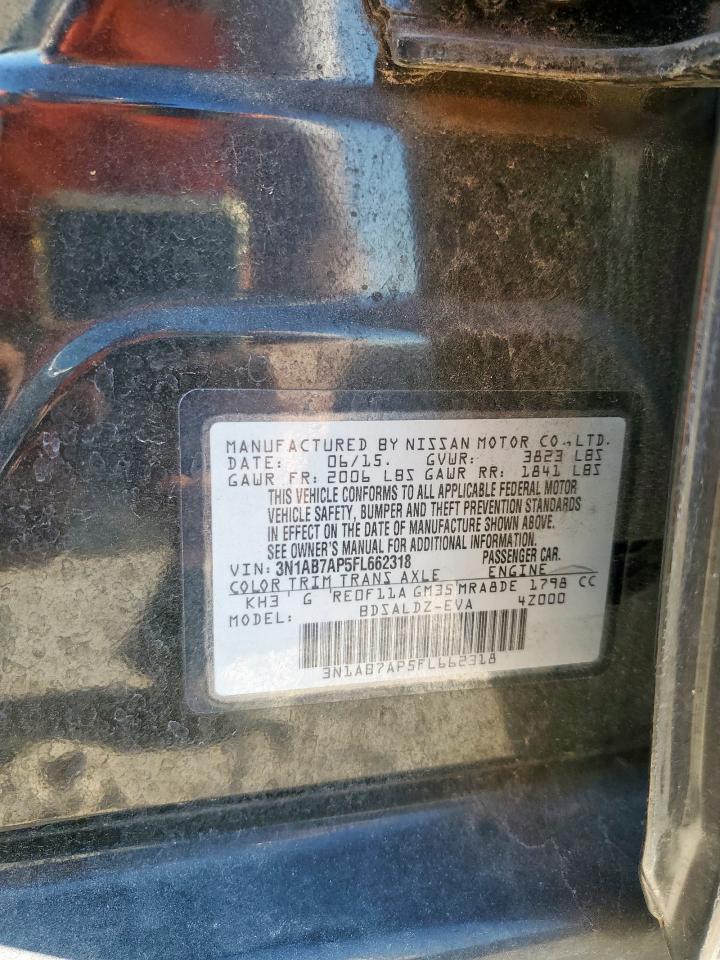 MANUFACTURED BY NISSAN MOTOR CO.,LTD.
DATE: 06/15. GVWR: 3823 LBS
GAWR FR: 2006 LBS GAWR RR: 1841 LBS
THIS VEHICLE CONFORMS TO ALL APPLICABLE FEDERAL MOTOR
VEHICLE SAFETY, BUMPER AND THEFT PREVENTION STANDARDS
IN EFFECT ON THE DATE OF MANUFACTURE SHOWN ABOVE.
SEE OWNER'S MANUAL FOR ADDITIONAL INFORMATION.
VIN: 3N1AB7AP5FL662318 PASSENGER CAR.
COLOR TRIM TRANS AXLE ENGINE
KH3 ' G 'RE0F11A GM35 MRA8DE 1798 CC
MODEL: BDSALDZ-EVA 4Z000
3N1AB7AP5FL662318